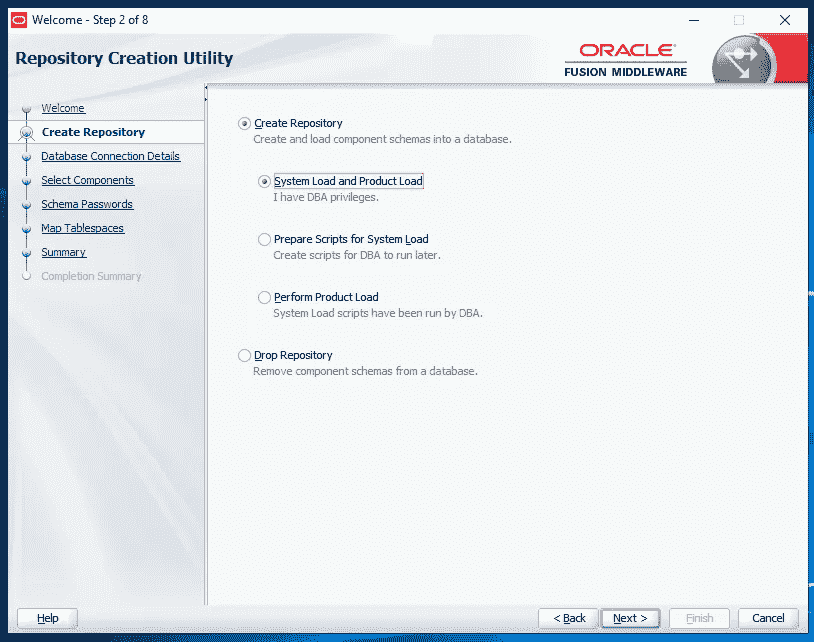 Welcome - Step 2 of 8
Repository Creation Utility
ORACLE
FUSION MIDDLEWARE
Welcome
Create Repository
Database Connection Details
Select Components
Schema Passwords
Map Tablespaces
Summary
Completion Summary
Create Repository
Create and load component schemas into a database.
System Load and Product Load
I have DBA privileges.
Prepare Scripts for System Load
Create scripts for DBA to run later.
Perform Product Load
System Load scripts have been run by DBA.
Drop Repository
Remove component schemas from a database.
Help
< Back
Next >
Finish
Cancel